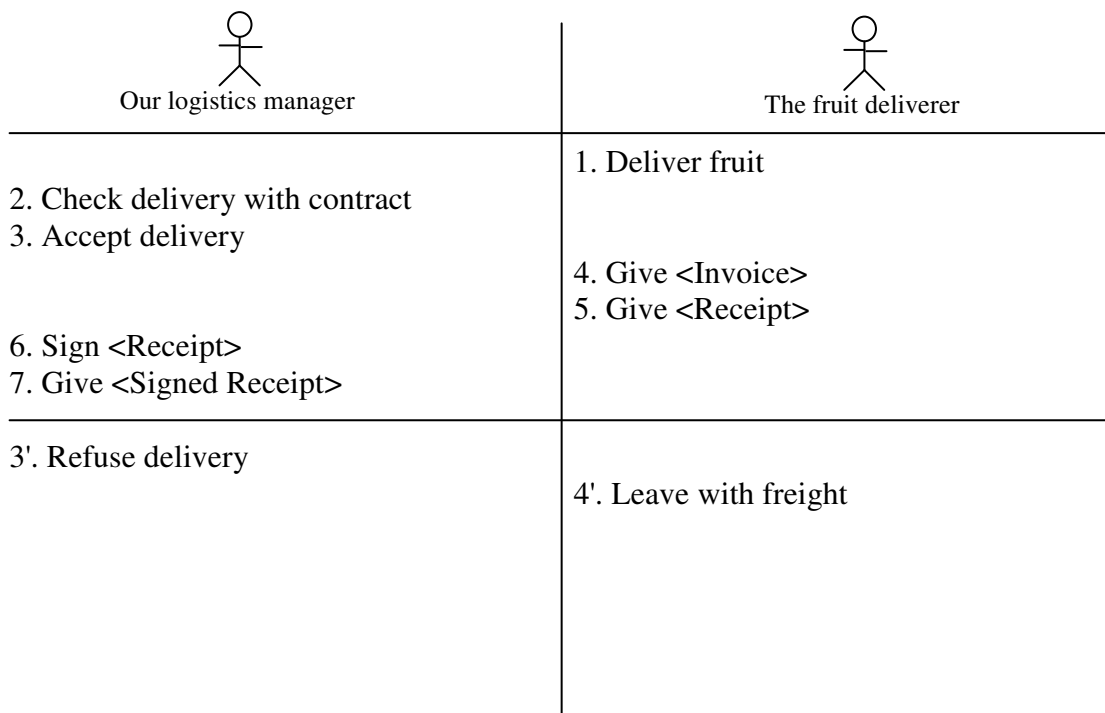 Our logistics manager
The fruit deliverer
1. Deliver fruit
2. Check delivery with contract
3. Accept delivery
4. Give <Invoice>
5. Give <Receipt>
6. Sign <Receipt>
7. Give <Signed Receipt>
3'. Refuse delivery
4'. Leave with freight